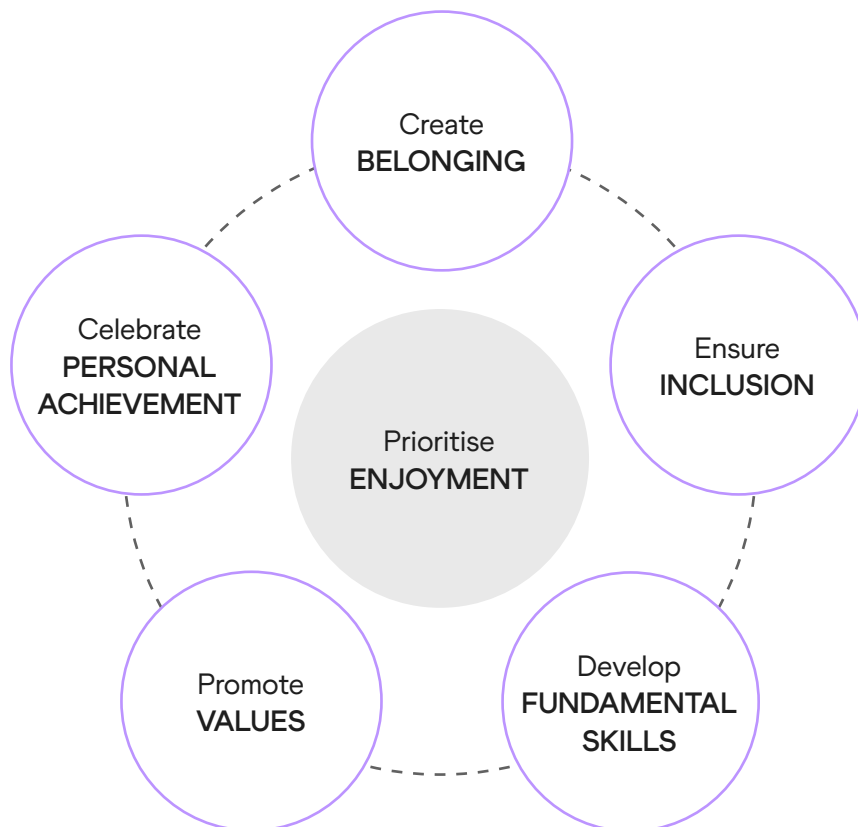 Create
BELONGING
Celebrate
PERSONAL
ACHIEVEMENT
Ensure
INCLUSION
Prioritise
ENJOYMENT
Promote
VALUES
Develop
FUNDAMENTAL
SKILLS